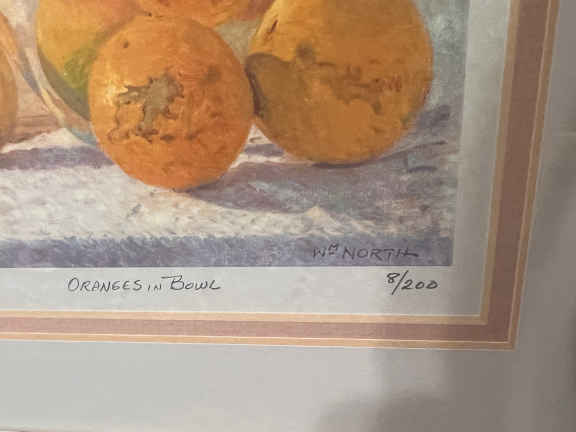 Wᴹ NORTH
ORANGES IN BOWL
8/200